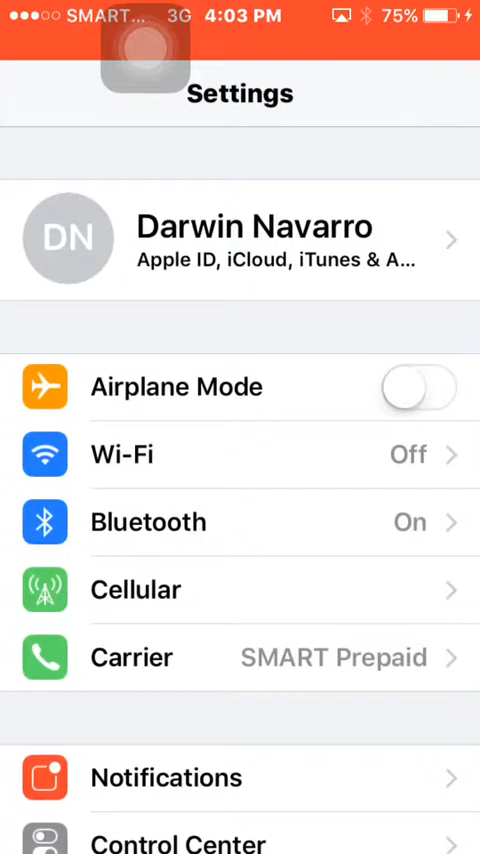 SMART... 3G 4:03 PM 75%
Settings
DN
Darwin Navarro
Apple ID, iCloud, iTunes & A...
Airplane Mode
Wi-Fi Off
Bluetooth On
Cellular
Carrier SMART Prepaid
Notifications
Control Center